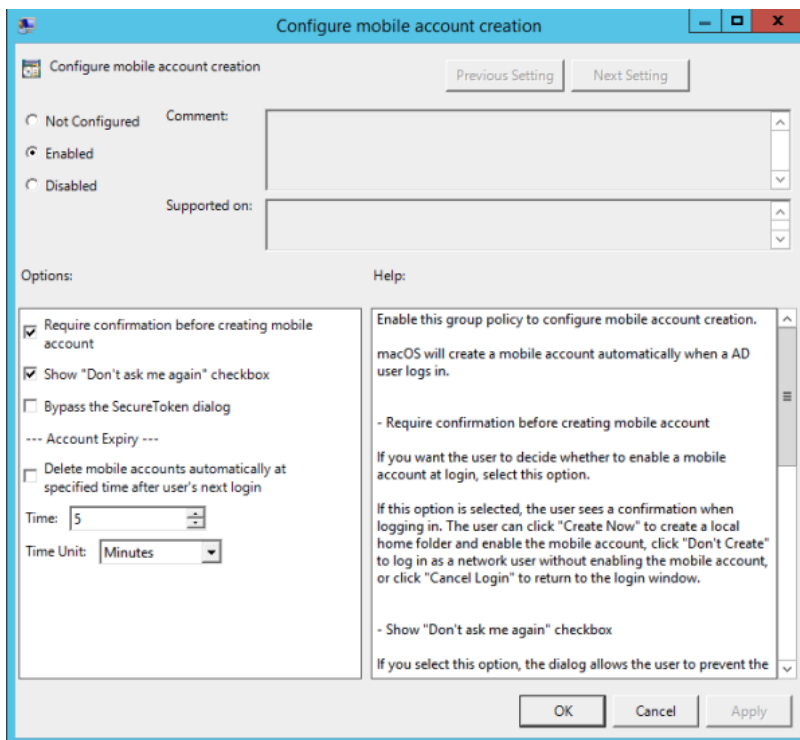 Configure mobile account creation
Configure mobile account creation
Previous Setting
Next Setting
Not Configured
Comment:
Enabled
Disabled
Supported on:
Options:
Help:
Require confirmation before creating mobile
account
Show "Don't ask me again" checkbox
Bypass the SecureToken dialog
--- Account Expiry ---
Delete mobile accounts automatically at
specified time after user's next login
Time: 5
Time Unit: Minutes
Enable this group policy to configure mobile account creation.
macOS will create a mobile account automatically when a AD
user logs in.
- Require confirmation before creating mobile account
If you want the user to decide whether to enable a mobile
account at login, select this option.
If this option is selected, the user sees a confirmation when
logging in. The user can click "Create Now" to create a local
home folder and enable the mobile account, click "Don't Create"
to log in as a network user without enabling the mobile account,
or click "Cancel Login" to return to the login window.
- Show "Don't ask me again" checkbox
If you select this option, the dialog allows the user to prevent the
OK
Cancel
Apply